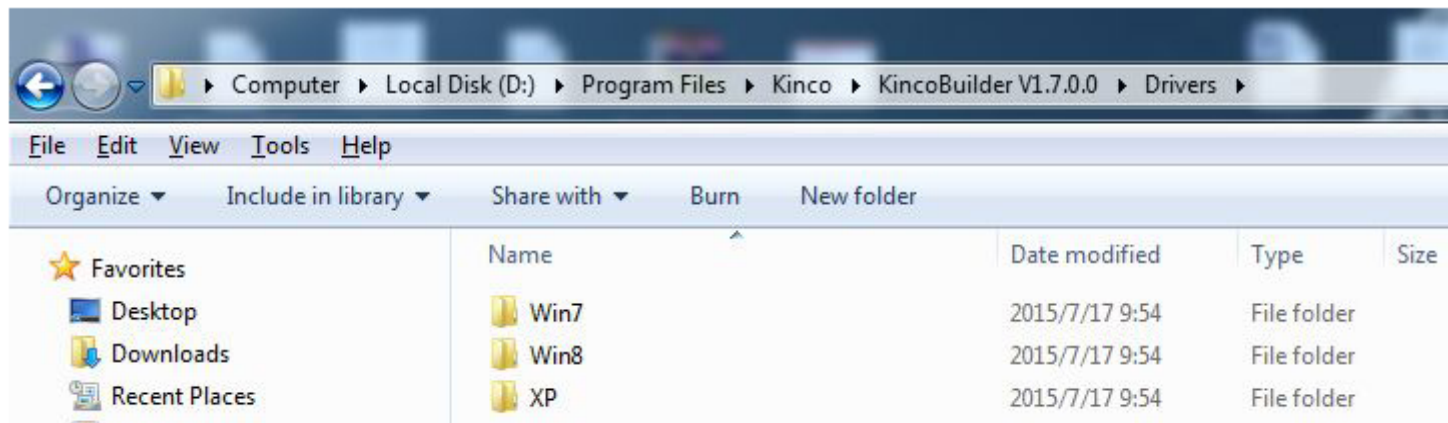 Computer Local Disk (D:) Program Files Kinco KincoBuilder V1.7.0.0 Drivers
File Edit View Tools Help
Organize Include in library Share with Burn New folder
Favorites
Desktop
Downloads
Recent Places
Name Date modified Type Size
Win7 2015/7/17 9:54 File folder
Win8 2015/7/17 9:54 File folder
XP 2015/7/17 9:54 File folder